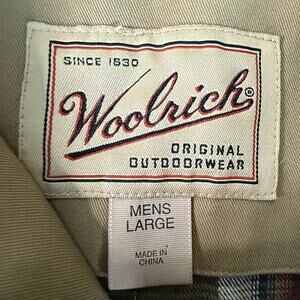 SINCE 1830
Woolrich®
ORIGINAL
OUTDOORWEAR
MENS
LARGE
MADE IN
CHINA